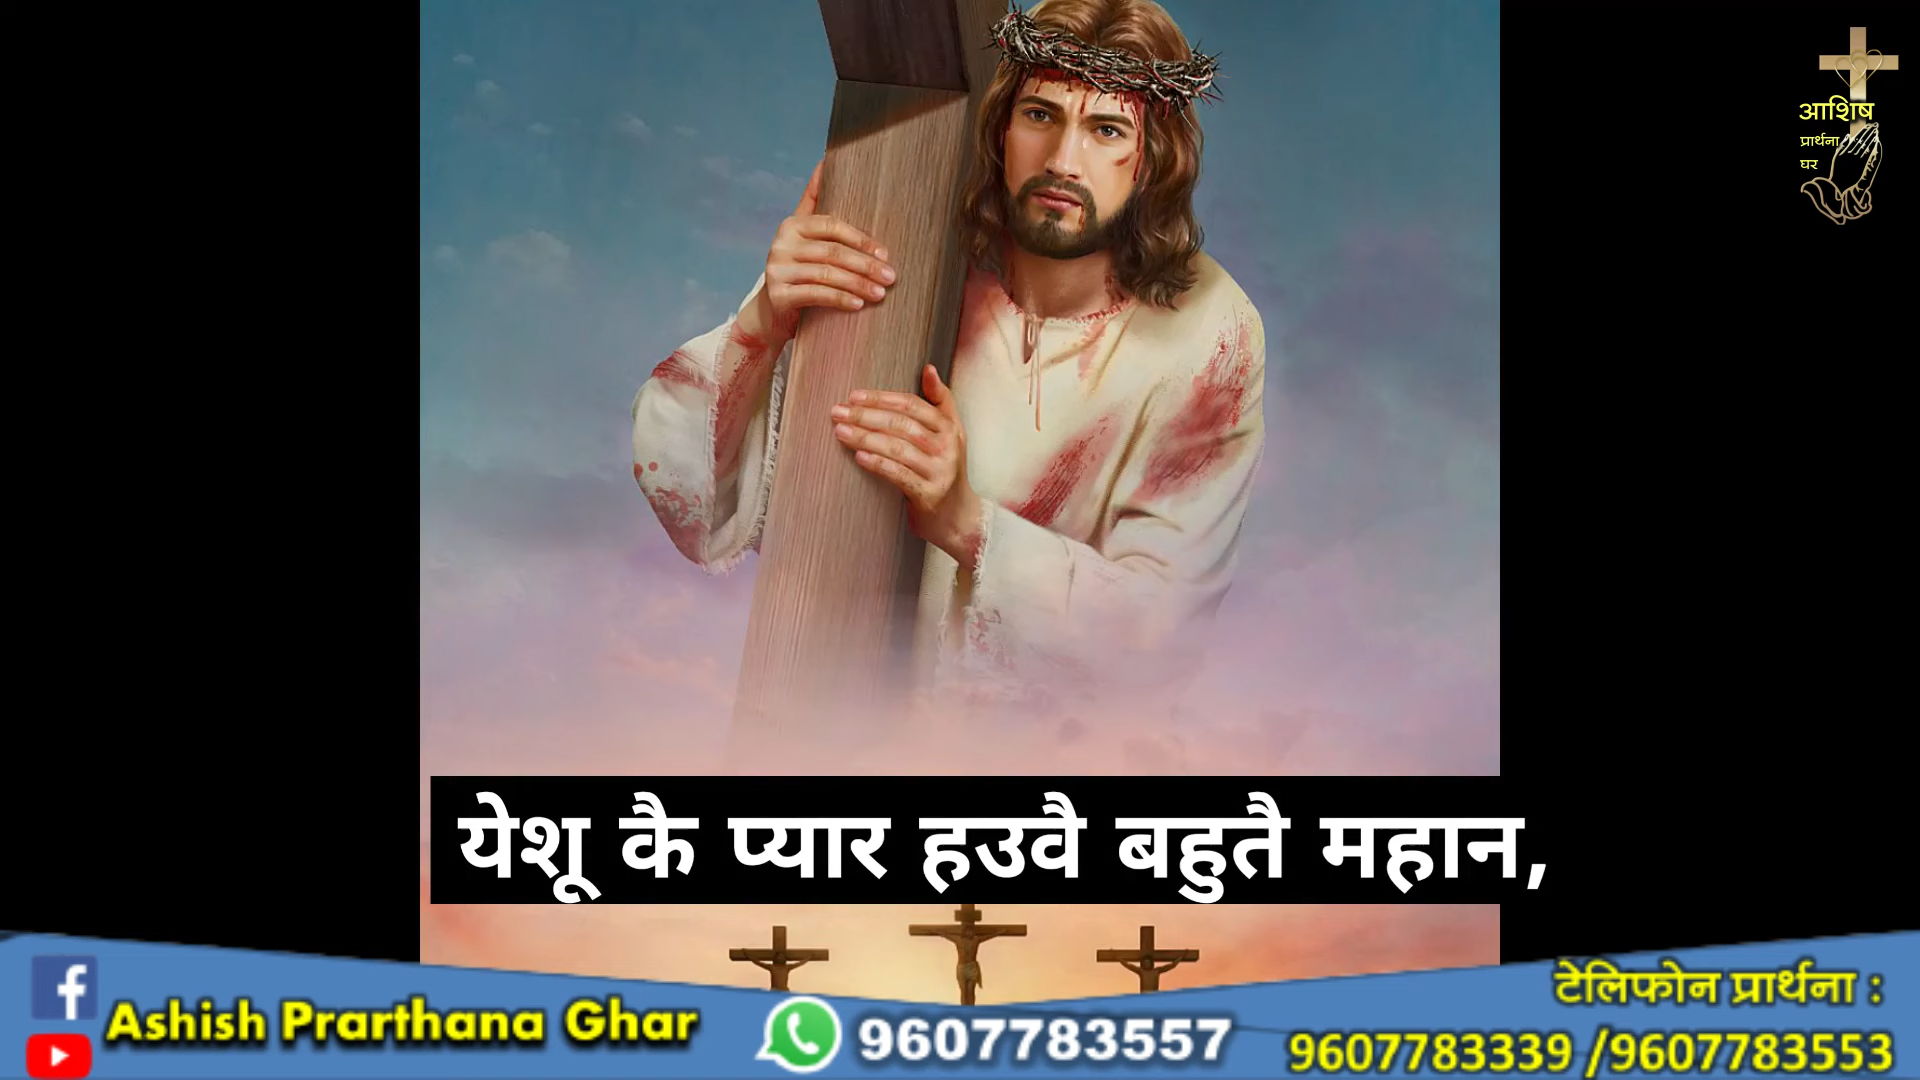 आशिष
प्रार्थना
घर
येशू कै प्यार हउवै बहुतै महान,
टेलिफोन प्रार्थना :
Ashish Prarthana Ghar
9607783557
9607783339 /9607783553